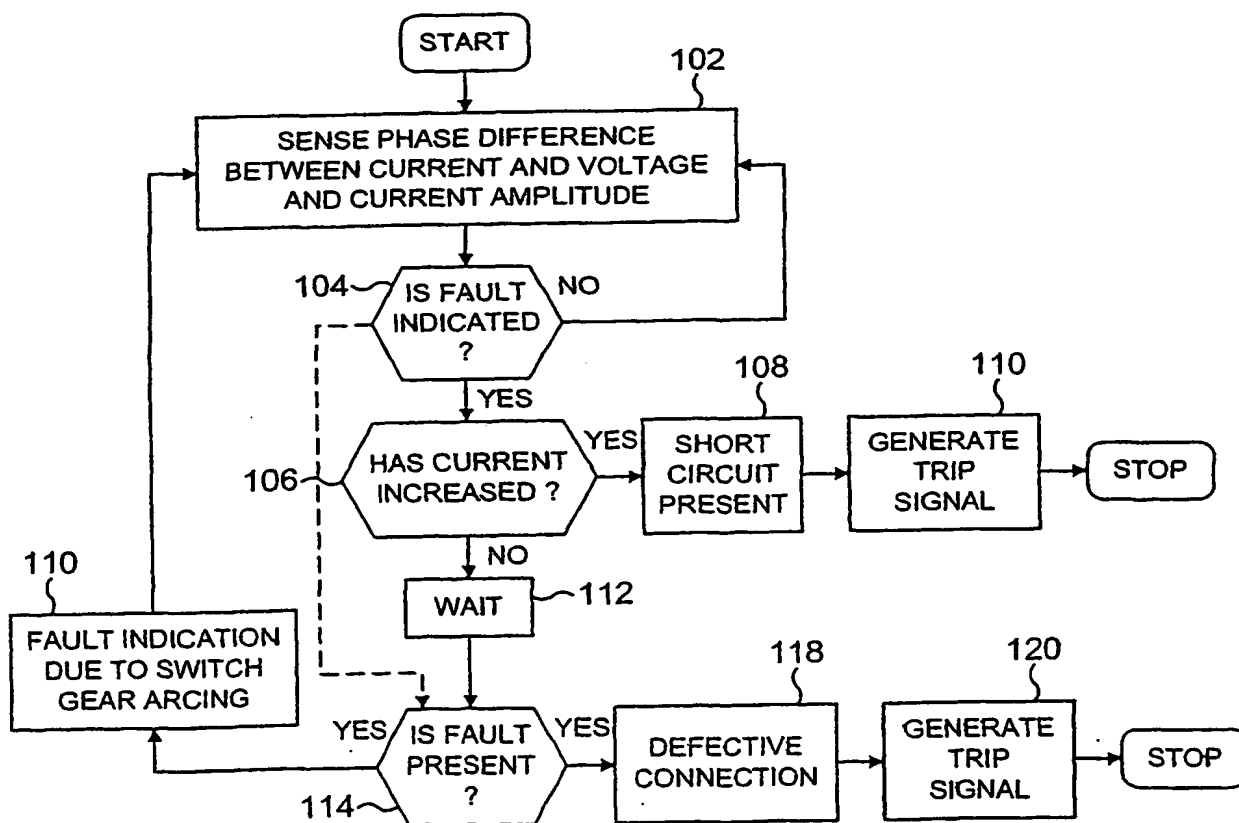 START
102
SENSE PHASE DIFFERENCE
BETWEEN CURRENT AND VOLTAGE
AND CURRENT AMPLITUDE
104
IS FAULT
INDICATED
?
NO
YES
106
HAS CURRENT
INCREASED ?
YES
108
SHORT
CIRCUIT
PRESENT
110
GENERATE
TRIP
SIGNAL
STOP
NO
WAIT
112
110
FAULT INDICATION
DUE TO SWITCH
GEAR ARCING
YES
IS FAULT
PRESENT
?
114
YES
118
DEFECTIVE
CONNECTION
120
GENERATE
TRIP
SIGNAL
STOP